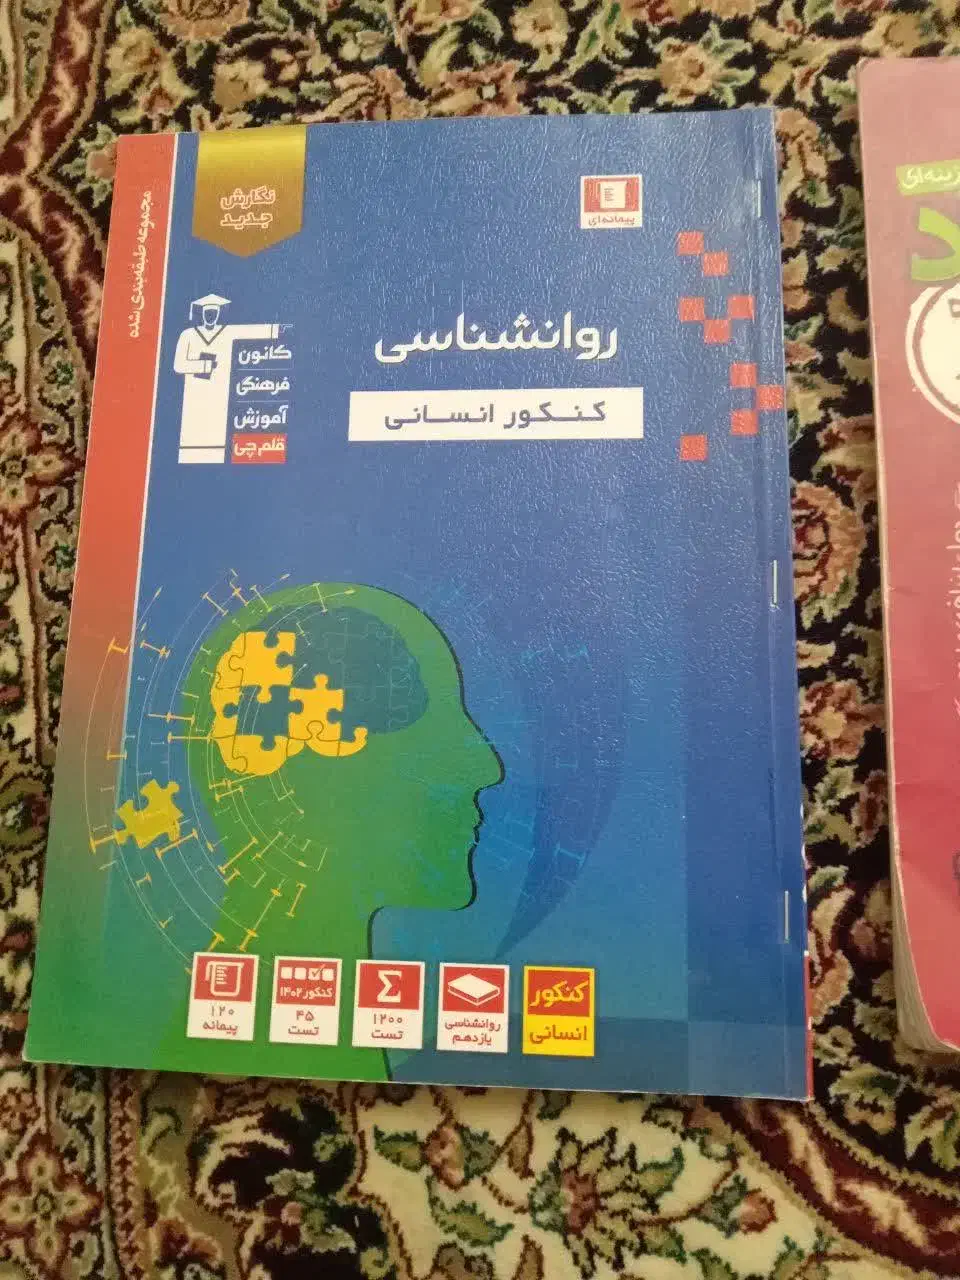 مجموعه طبقه‌بندی شده
نگارش
جدید
پیمانه‌ای
کانون
فرهنگی
آموزش
قلم‌چی
روانشناسی
کنکور انسانی
کنکور
انسانی
روانشناسی
یازدهم
Σ
۱۲۰۰
تست
کنکور ۱۴۰۲
۴۵
تست
۱۲۰
پیمانه